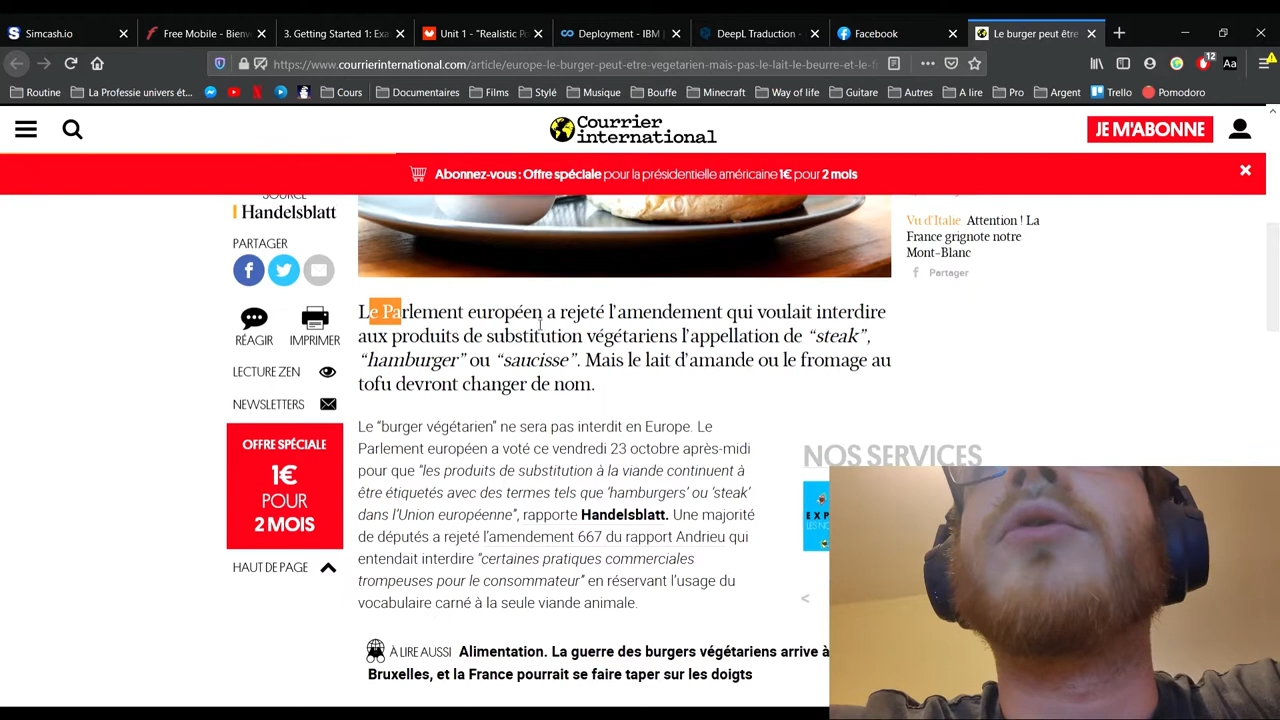 Simcash.io
Free Mobile - Bienv
3. Getting Started 1: Exa
Unit 1 - "Realistic Po
Deployment - IBM
DeepL Traduction -
Facebook
Le burger peut être
https://www.courrierinternational.com/article/europe-le-burger-peut-etre-vegetarien-mais-pas-le-lait-le-beurre-et-le-fr
12
Aa
Routine
La Professie univers ét...
Cours
Documentaires
Films
Stylé
Musique
Bouffe
Minecraft
Way of life
Guitare
Autres
A lire
Pro
Argent
Trello
Pomodoro
Courrier
international
JE M'ABONNE
Abonnez-vous : Offre spéciale pour la présidentielle américaine 1€ pour 2 mois
SOURCE
Handelsblatt
PARTAGER
RÉAGIR
IMPRIMER
LECTURE ZEN
NEWSLETTERS
OFFRE SPÉCIALE
1€
POUR
2 MOIS
HAUT DE PAGE
Le Parlement européen a rejeté l'amendement qui voulait interdire
aux produits de substitution végétariens l'appellation de “steak”,
“hamburger” ou “saucisse”. Mais le lait d'amande ou le fromage au
tofu devront changer de nom.
Le “burger végétarien” ne sera pas interdit en Europe. Le
Parlement européen a voté ce vendredi 23 octobre après-midi
pour que “les produits de substitution à la viande continuent à
être étiquetés avec des termes tels que ‘hamburgers’ ou ‘steak’
dans l'Union européenne”, rapporte Handelsblatt. Une majorité
de députés a rejeté l'amendement 667 du rapport Andrieu qui
entendait interdire “certaines pratiques commerciales
trompeuses pour le consommateur” en réservant l'usage du
vocabulaire carné à la seule viande animale.
À LIRE AUSSI Alimentation. La guerre des burgers végétariens arrive à
Bruxelles, et la France pourrait se faire taper sur les doigts
Vu d'Italie Attention ! La
France grignote notre
Mont-Blanc
Partager
NOS SERVICES
EXP
LES NO